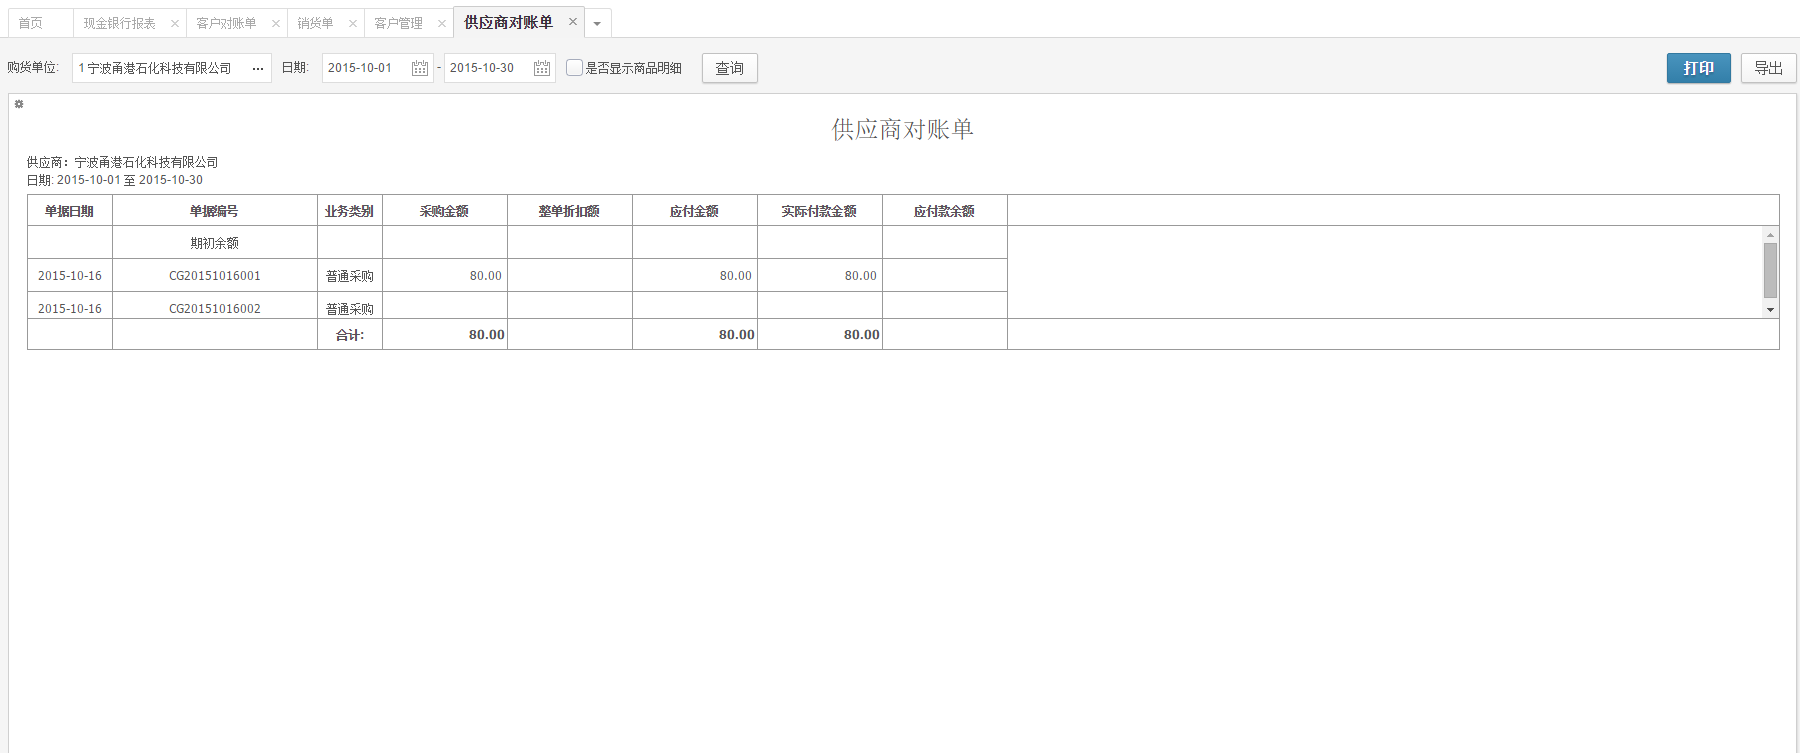 首页 现金银行报表 × 客户对账单 × 销货单 × 客户管理 × 供应商对账单 ×
购货单位: 1 宁波甬港石化科技有限公司 ... 日期: 2015-10-01 - 2015-10-30 是否显示商品明细 查询 打印 导出
供应商对账单
供应商：宁波甬港石化科技有限公司
日期: 2015-10-01 至 2015-10-30
单据日期 单据编号 业务类别 采购金额 整单折扣额 应付金额 实际付款金额 应付款余额
期初余额
2015-10-16 CG20151016001 普通采购 80.00 80.00 80.00
2015-10-16 CG20151016002 普通采购
合计: 80.00 80.00 80.00